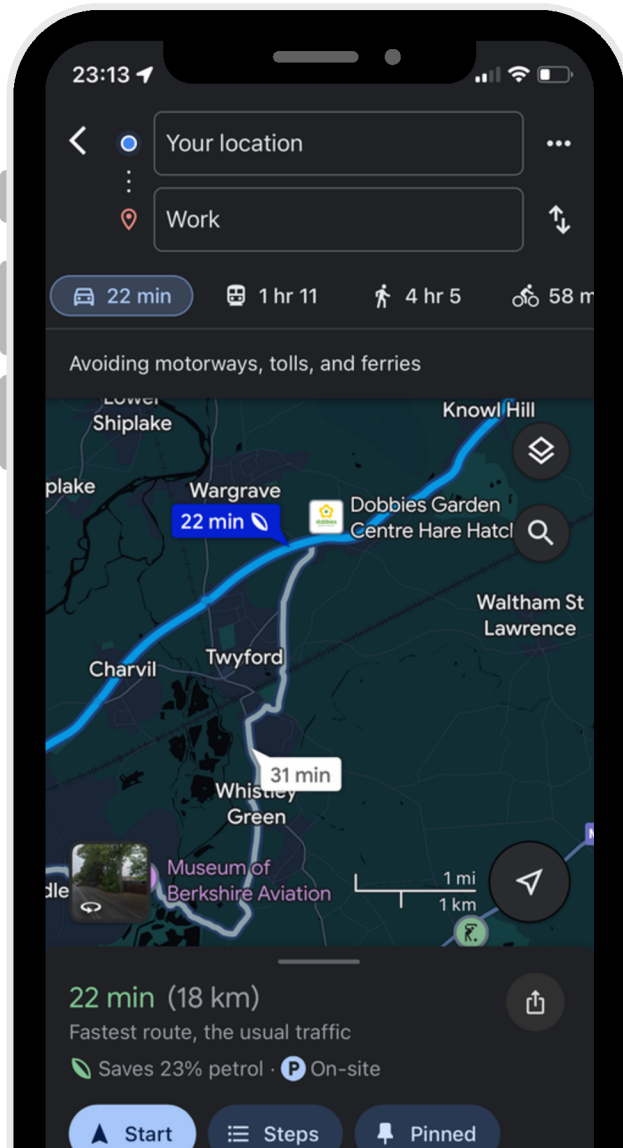 23:13
Your location
Work
22 min
1 hr 11
4 hr 5
58 m
Avoiding motorways, tolls, and ferries
Lower
Shiplake
Knowl Hill
plake
Wargrave
22 min
dobbies
Dobbies Garden
Centre Hare Hatcl
Waltham St
Lawrence
Twyford
Charvil
31 min
Whistley
Green
Museum of
Berkshire Aviation
dle
1 mi
1 km
M
22 min (18 km)
Fastest route, the usual traffic
Saves 23% petrol · P On-site
Start
Steps
Pinned